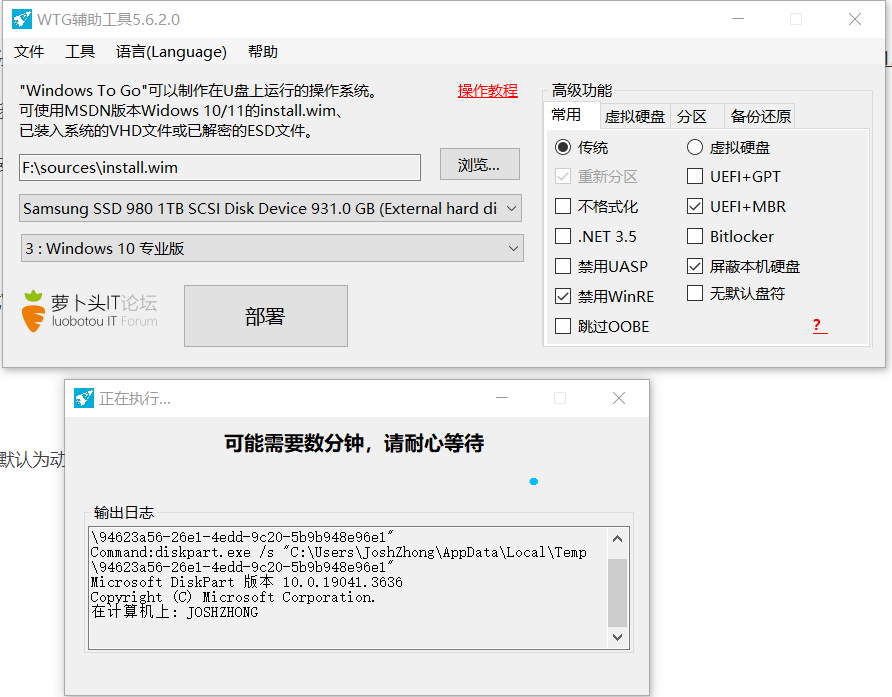 WTG辅助工具5.6.2.0
文件 工具 语言(Language) 帮助
"Windows To Go"可以制作在U盘上运行的操作系统。
可使用MSDN版本Widows 10/11的install.wim、
已装入系统的VHD文件或已解密的ESD文件。
操作教程
F:\sources\install.wim
浏览...
Samsung SSD 980 1TB SCSI Disk Device 931.0 GB (External hard di
3 : Windows 10 专业版
萝卜头IT论坛
luobotou IT Forum
部署
高级功能
常用 虚拟硬盘 分区 备份还原
传统 虚拟硬盘
重新分区 UEFI+GPT
不格式化 UEFI+MBR
.NET 3.5 Bitlocker
禁用UASP 屏蔽本机硬盘
禁用WinRE 无默认盘符
跳过OOBE ?
默认为动
正在执行...
可能需要数分钟，请耐心等待
输出日志
\94623a56-26e1-4edd-9c20-5b9b948e96e1"
Command:diskpart.exe /s "C:\Users\JoshZhong\AppData\Local\Temp
\94623a56-26e1-4edd-9c20-5b9b948e96e1"
Microsoft DiskPart 版本 10.0.19041.3636
Copyright (C) Microsoft Corporation.
在计算机上: JOSHZHONG